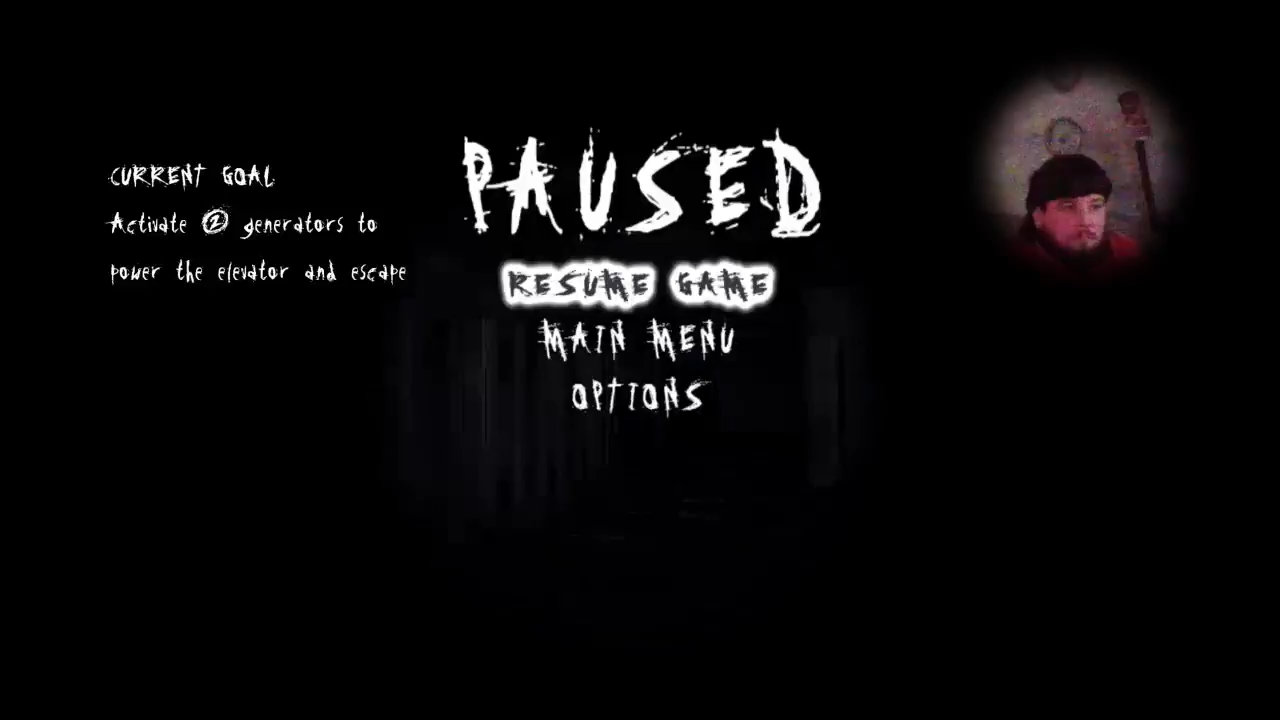 CURRENT GOAL
Activate 2 generators to
power the elevator and escape
PAUSED
RESUME GAME
MAIN MENU
OPTIONS